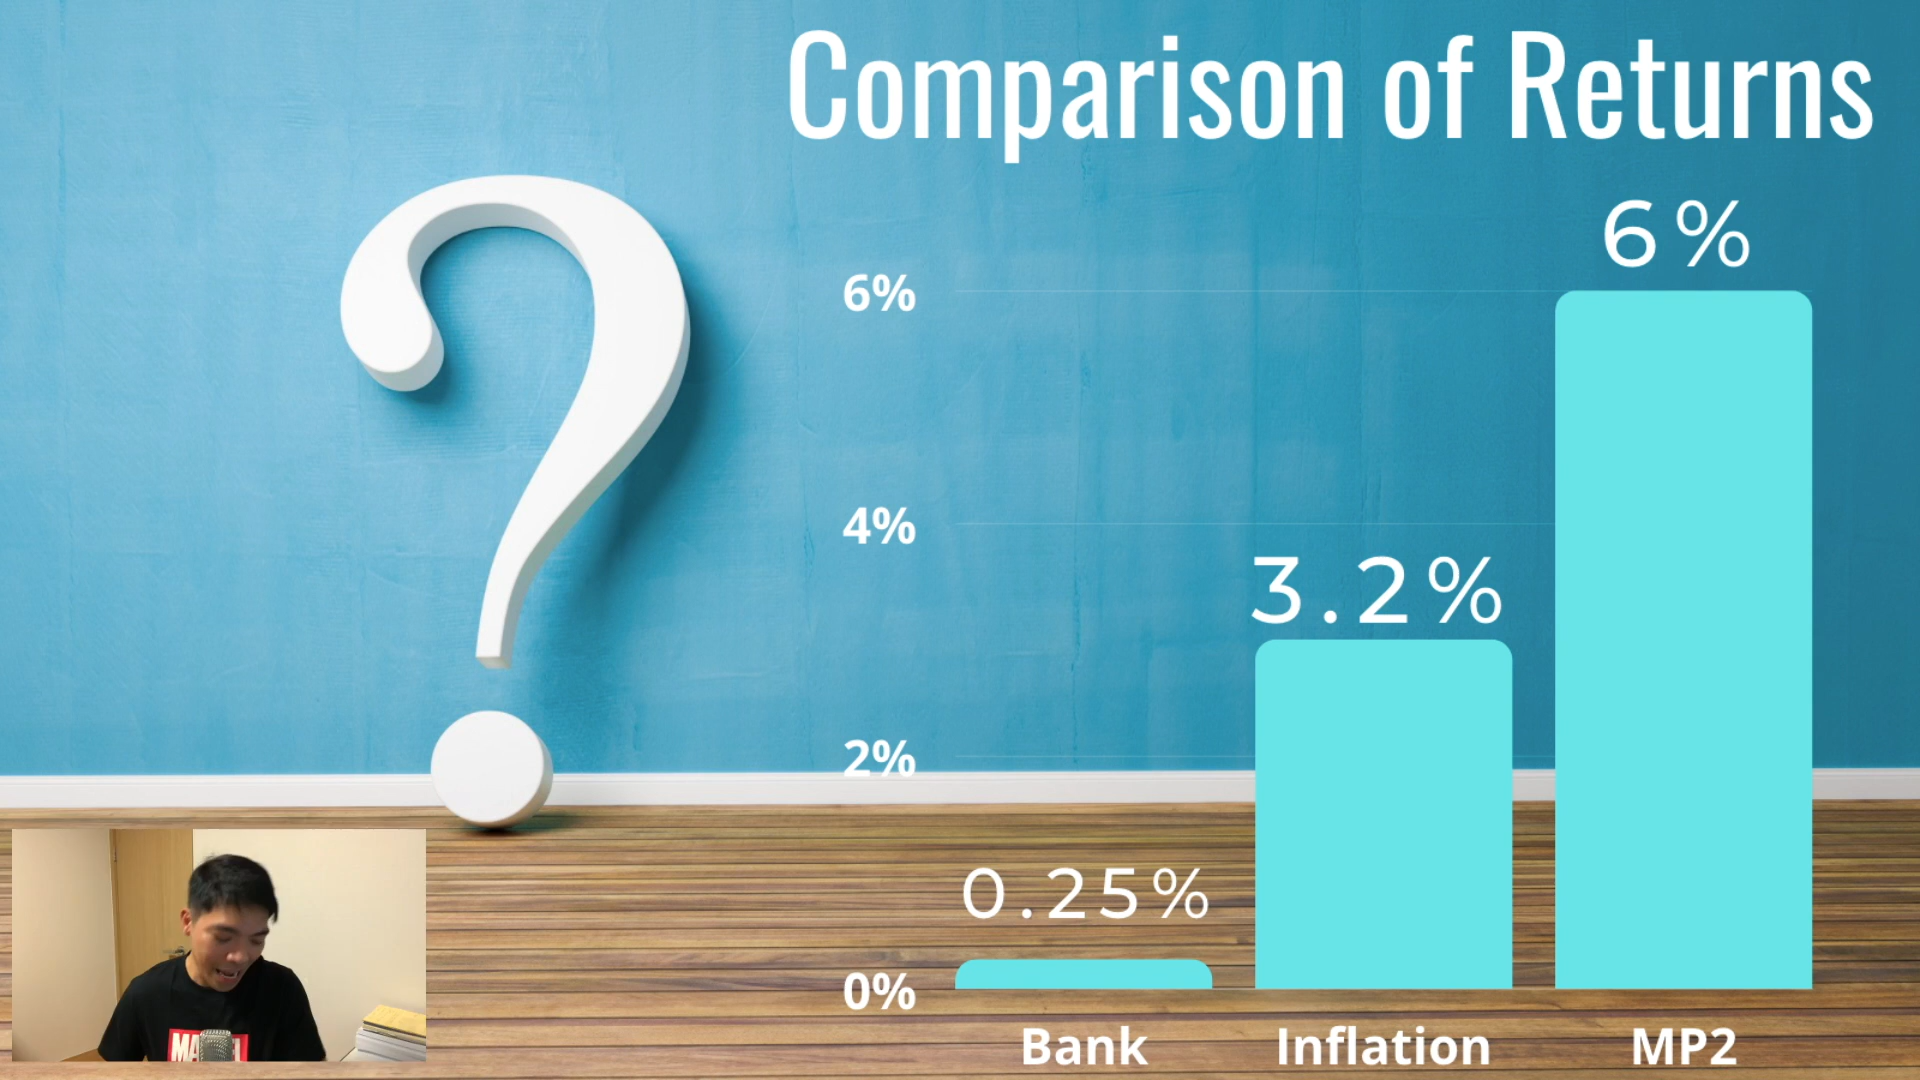 Comparison of Returns
6%
6%
4%
3.2%
2%
0.25%
0%
Bank
Inflation
MP2